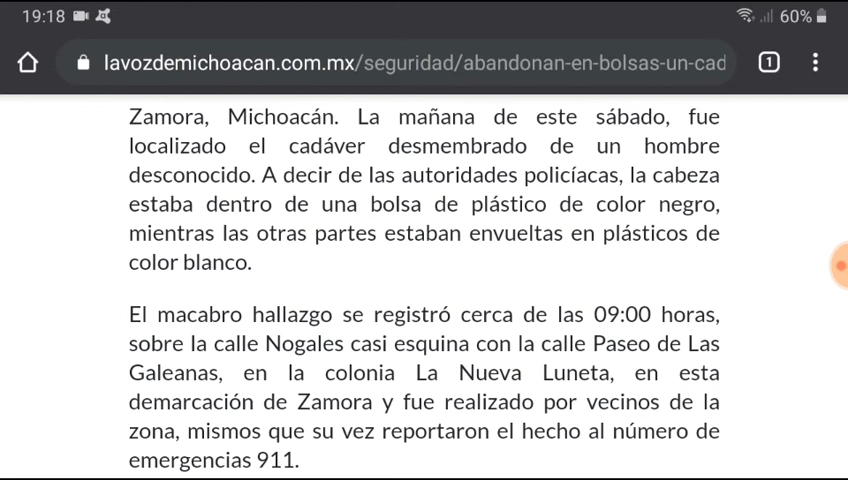 19:18
60%
lavozdemichoacan.com.mx/seguridad/abandonan-en-bolsas-un-cad
1
Zamora, Michoacán. La mañana de este sábado, fue
localizado el cadáver desmembrado de un hombre
desconocido. A decir de las autoridades policíacas, la cabeza
estaba dentro de una bolsa de plástico de color negro,
mientras las otras partes estaban envueltas en plásticos de
color blanco.
El macabro hallazgo se registró cerca de las 09:00 horas,
sobre la calle Nogales casi esquina con la calle Paseo de Las
Galeanas, en la colonia La Nueva Luneta, en esta
demarcación de Zamora y fue realizado por vecinos de la
zona, mismos que su vez reportaron el hecho al número de
emergencias 911.